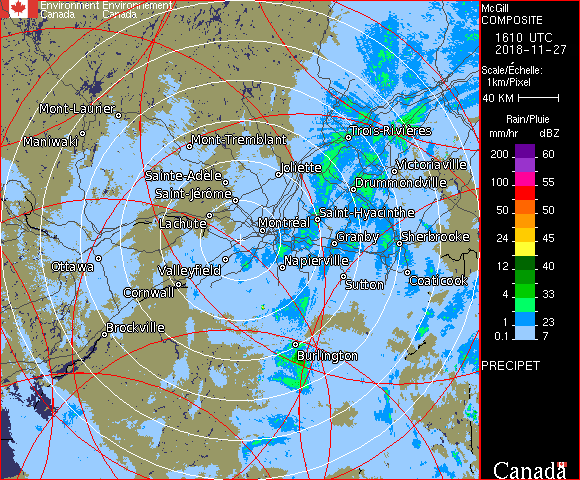 Environment Environnement
Canada Canada
McGill
COMPOSITE
1610 UTC
2018-11-27
Scale/Échelle:
1km/Pixel
40 KM
Rain/Pluie
mm/hr dBZ
200 60
100 55
50 50
24 45
12 40
4 33
1 23
0.1 7
PRECIPET
Canada
Mont-Laurier
Maniwaki
Mont-Tremblant
Trois-Rivières
Joliette
Victoriaville
Sainte-Adèle
Drummondville
Saint-Jérôme
Saint-Hyacinthe
Lachute
Montréal
Granby
Sherbrooke
Ottawa
Valleyfield
Napierville
Cornwall
Sutton
Coaticook
Brockville
Burlington